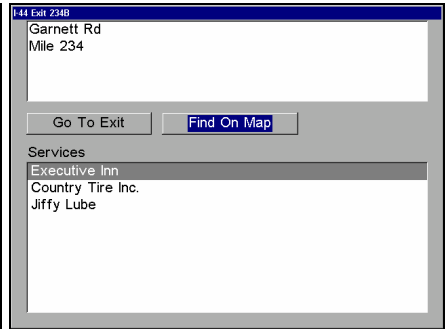 I-44 Exit 234B
Garnett Rd
Mile 234
Go To Exit Find On Map
Services
Executive Inn
Country Tire Inc.
Jiffy Lube